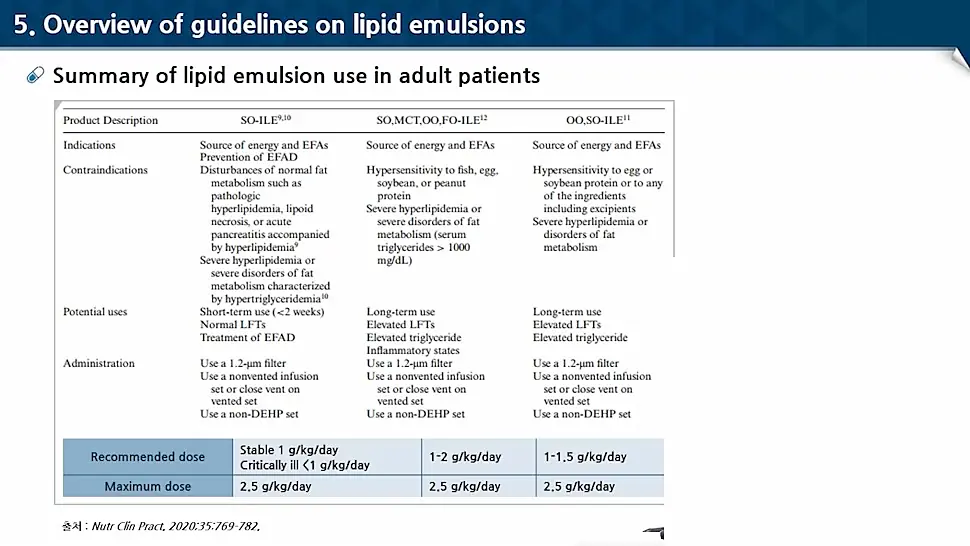 5. Overview of guidelines on lipid emulsions
Summary of lipid emulsion use in adult patients
Product Description SO-ILE9,10 SO,MCT,OO,FO-ILE12 OO,SO-ILE11
Indications Source of energy and EFAs Source of energy and EFAs Source of energy and EFAs
Prevention of EFAD
Contraindications Disturbances of normal fat Hypersensitivity to fish, egg, Hypersensitivity to egg or
metabolism such as soybean, or peanut soybean protein or to any
pathologic protein of the ingredients
hyperlipidemia, lipoid Severe hyperlipidemia or including excipients
necrosis, or acute severe disorders of fat Severe hyperlipidemia or
pancreatitis accompanied metabolism (serum disorders of fat
by hyperlipidemia9 triglycerides > 1000 metabolism
Severe hyperlipidemia or mg/dL)
severe disorders of fat
metabolism characterized
by hypertriglyceridemia10
Potential uses Short-term use (<2 weeks) Long-term use Long-term use
Normal LFTs Elevated LFTs Elevated LFTs
Treatment of EFAD Elevated triglyceride Elevated triglyceride
Inflammatory states
Administration Use a 1.2-μm filter Use a 1.2-μm filter Use a 1.2-μm filter
Use a nonvented infusion Use a nonvented infusion Use a nonvented infusion
set or close vent on set or close vent on set or close vent on
vented set vented set vented set
Use a non-DEHP set Use a non-DEHP set Use a non-DEHP set
Recommended dose Stable 1 g/kg/day 1-2 g/kg/day 1-1.5 g/kg/day
Critically ill <1 g/kg/day
Maximum dose 2.5 g/kg/day 2.5 g/kg/day 2.5 g/kg/day
출처 : Nutr Clin Pract. 2020;35:769-782.